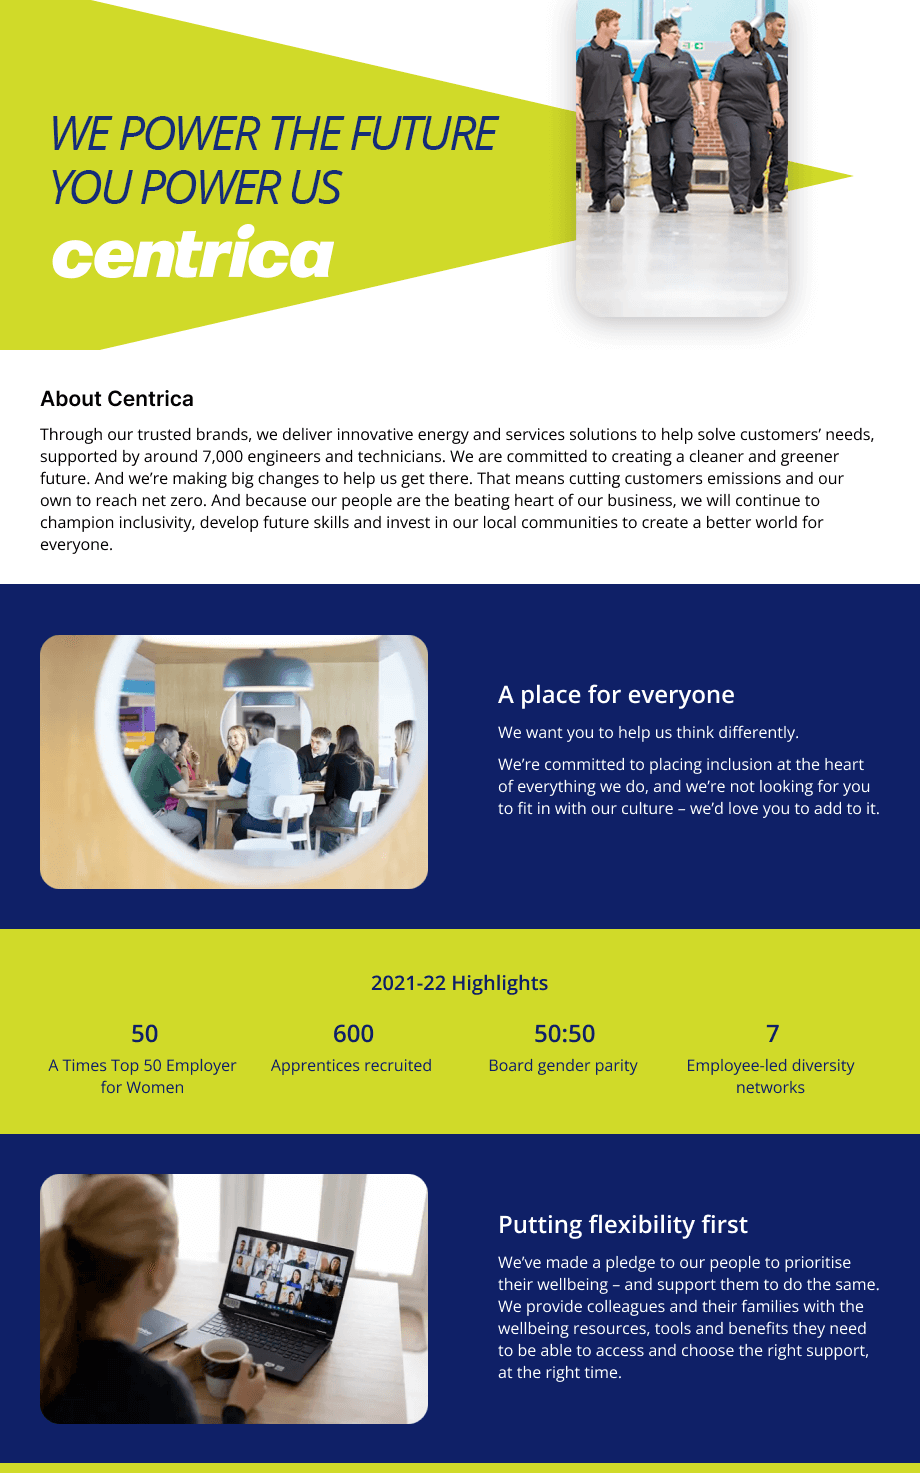 WE POWER THE FUTURE
YOU POWER US
centrica
About Centrica
Through our trusted brands, we deliver innovative energy and services solutions to help solve customers’ needs,
supported by around 7,000 engineers and technicians. We are committed to creating a cleaner and greener
future. And we’re making big changes to help us get there. That means cutting customers emissions and our
own to reach net zero. And because our people are the beating heart of our business, we will continue to
champion inclusivity, develop future skills and invest in our local communities to create a better world for
everyone.
A place for everyone
We want you to help us think differently.
We’re committed to placing inclusion at the heart
of everything we do, and we’re not looking for you
to fit in with our culture – we’d love you to add to it.
2021-22 Highlights
50
A Times Top 50 Employer
for Women
600
Apprentices recruited
50:50
Board gender parity
7
Employee-led diversity
networks
Putting flexibility first
We’ve made a pledge to our people to prioritise
their wellbeing – and support them to do the same.
We provide colleagues and their families with the
wellbeing resources, tools and benefits they need
to be able to access and choose the right support,
at the right time.